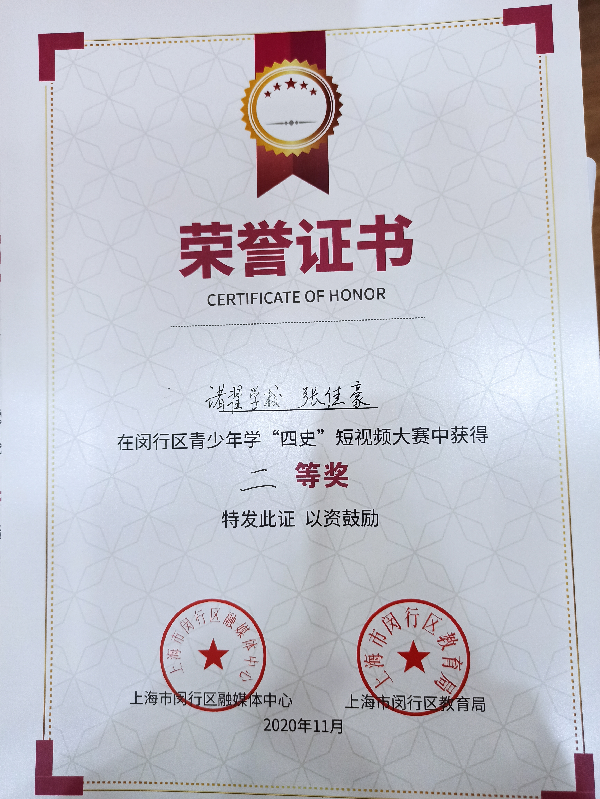 荣誉证书
CERTIFICATE OF HONOR
诸翟学校 张佳豪
在闵行区青少年学“四史”短视频大赛中获得
二 等奖
特发此证 以资鼓励
上海市闵行区融媒体中心
上海市闵行区教育局
上海市闵行区融媒体中心
上海市闵行区教育局
2020年11月